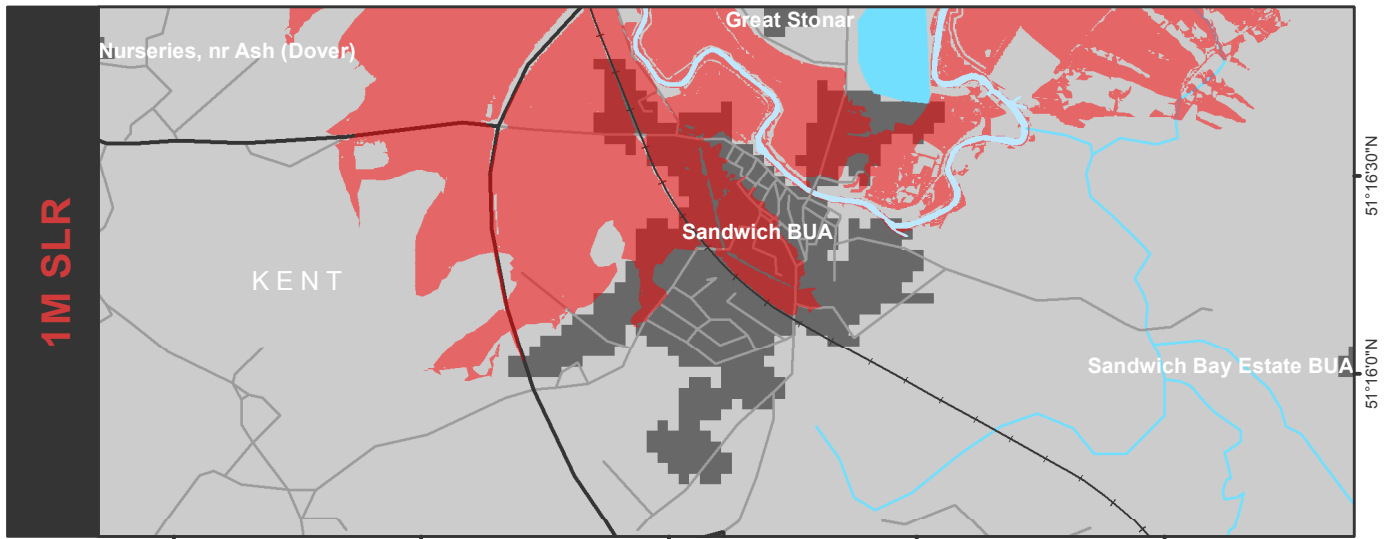 1M SLR
Great Stonar
Nurseries, nr Ash (Dover)
51°16'30"N
Sandwich BUA
KENT
Sandwich Bay Estate BUA
51°16'0"N